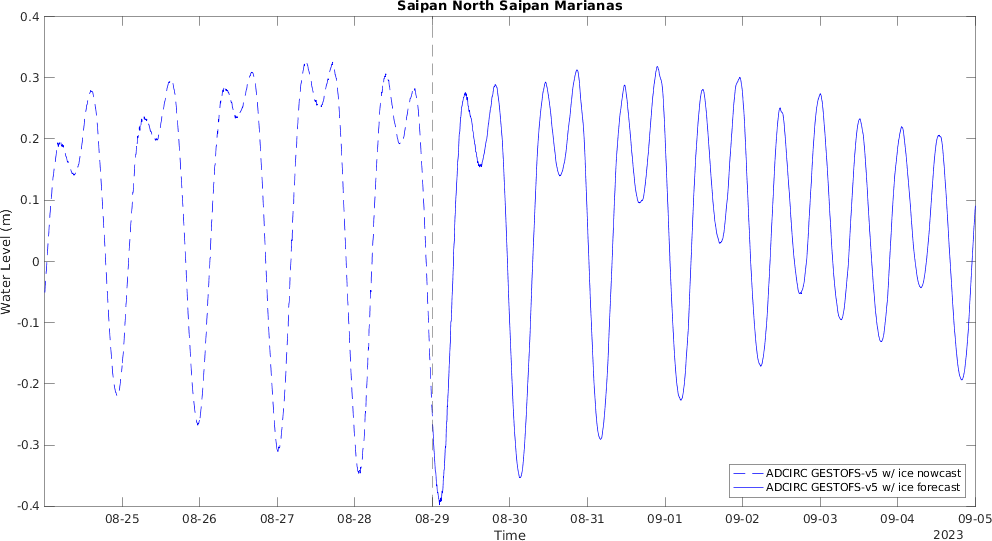 Saipan North Saipan Marianas
Water Level (m)
0.4
0.3
0.2
0.1
0
-0.1
-0.2
-0.3
-0.4
ADCIRC GESTOFS-v5 w/ ice nowcast
ADCIRC GESTOFS-v5 w/ ice forecast
08-25 08-26 08-27 08-28 08-29 08-30 08-31 09-01 09-02 09-03 09-04 09-05
Time
2023